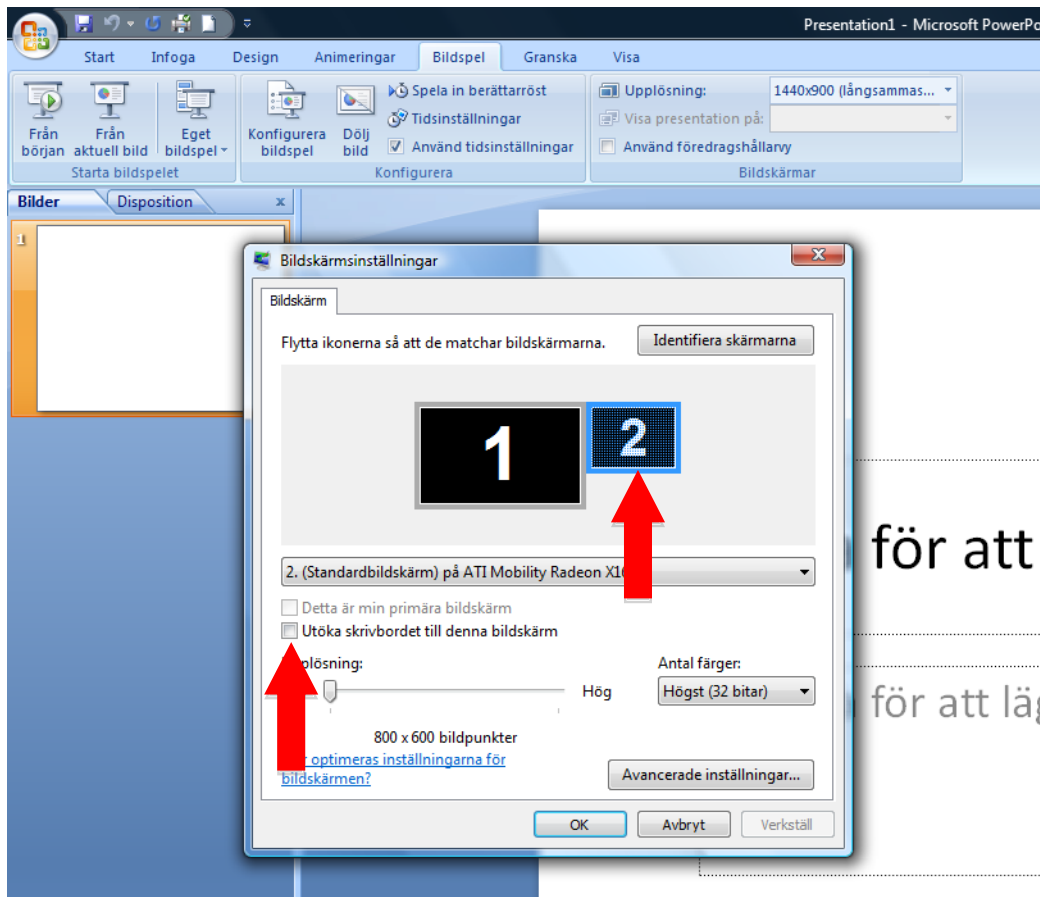 Presentation1 - Microsoft PowerPo
Start Infoga Design Animeringar Bildspel Granska Visa
Från början
Från aktuell bild
Eget bildspel
Starta bildspelet
Konfigurera bildspel
Dölj bild
Spela in berättarröst
Tidsinställningar
Använd tidsinställningar
Konfigurera
Upplösning: 1440x900 (långsammas...
Visa presentation på:
Använd föredragshållarvy
Bildskärmar
Bilder Disposition x
1
Bildskärmsinställningar
Bildskärm
Flytta ikonerna så att de matchar bildskärmarna. Identifiera skärmarna
1 2
2. (Standardbildskärm) på ATI Mobility Radeon
Detta är min primära bildskärm
Utöka skrivbordet till denna bildskärm
plösning: Antal färger:
Hög Högst (32 bitar)
800 x 600 bildpunkter
optimeras inställningarna för
bildskärmen?
Avancerade inställningar...
OK Avbryt Verkställ
för att
för att läg